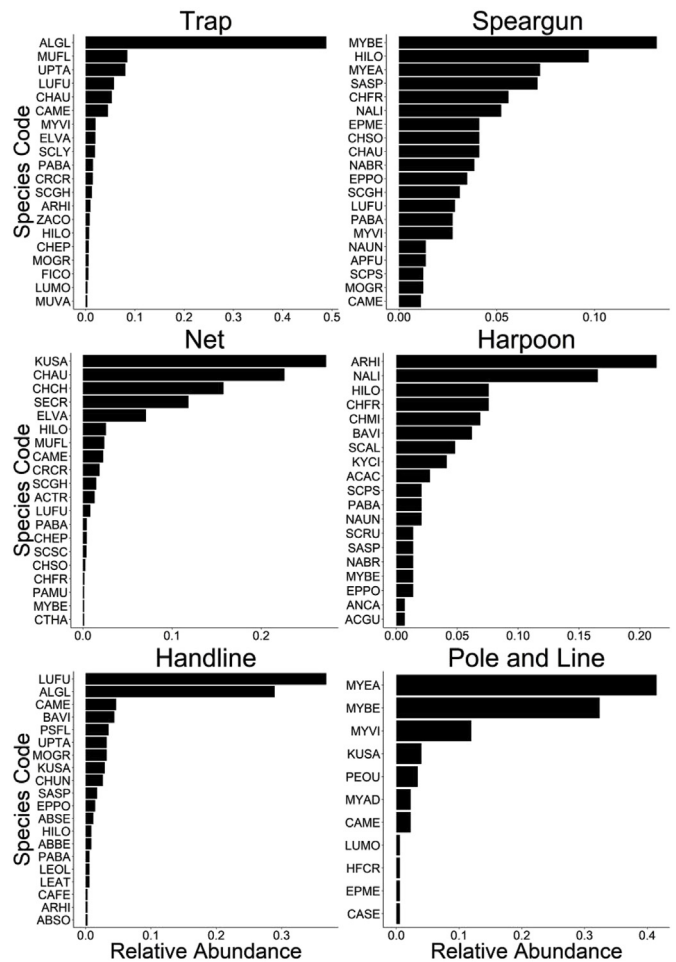 Trap
Species Code
ALGL
MUFL
UPTA
LUFU
CHAU
CAME
MYVI
ELVA
SCLY
PABA
CRCR
SCGH
ARHI
ZACO
HILO
CHEP
MOGR
FICO
LUMO
MUVA
0.0 0.1 0.2 0.3 0.4 0.5
Speargun
MYBE
HILO
MYEA
SASP
CHFR
NALI
EPME
CHSO
CHAU
NABR
EPPO
SCGH
LUFU
PABA
MYVI
NAUN
APFU
SCPS
MOGR
CAME
0.00 0.05 0.10
Net
Species Code
KUSA
CHAU
CHCH
SECR
ELVA
HILO
MUFL
CAME
CRCR
SCGH
ACTR
LUFU
PABA
CHEP
SCSC
CHSO
CHFR
PAMU
MYBE
CTHA
0.0 0.1 0.2
Harpoon
ARHI
NALI
HILO
CHFR
CHMI
BAVI
SCAL
KYCI
ACAC
SCPS
PABA
NAUN
SCRU
SASP
NABR
MYBE
EPPO
ANCA
ACGU
0.00 0.05 0.10 0.15 0.20
Handline
Species Code
LUFU
ALGL
CAME
BAVI
PSFL
UPTA
MOGR
KUSA
CHUN
SASP
EPPO
ABSE
HILO
ABBE
PABA
LEOL
LEAT
CAFE
ARHI
ABSO
0.0 0.1 0.2 0.3
Relative Abundance
Pole and Line
MYEA
MYBE
MYVI
KUSA
PEOU
MYAD
CAME
LUMO
HFCR
EPME
CASE
0.0 0.1 0.2 0.3 0.4
Relative Abundance